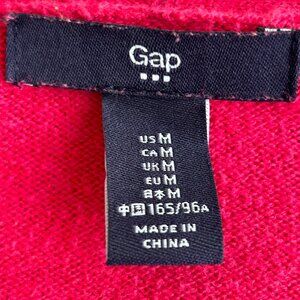 Gap
US M
CA M
UK M
EU M
日本 M
中国 165/96A
MADE IN
CHINA